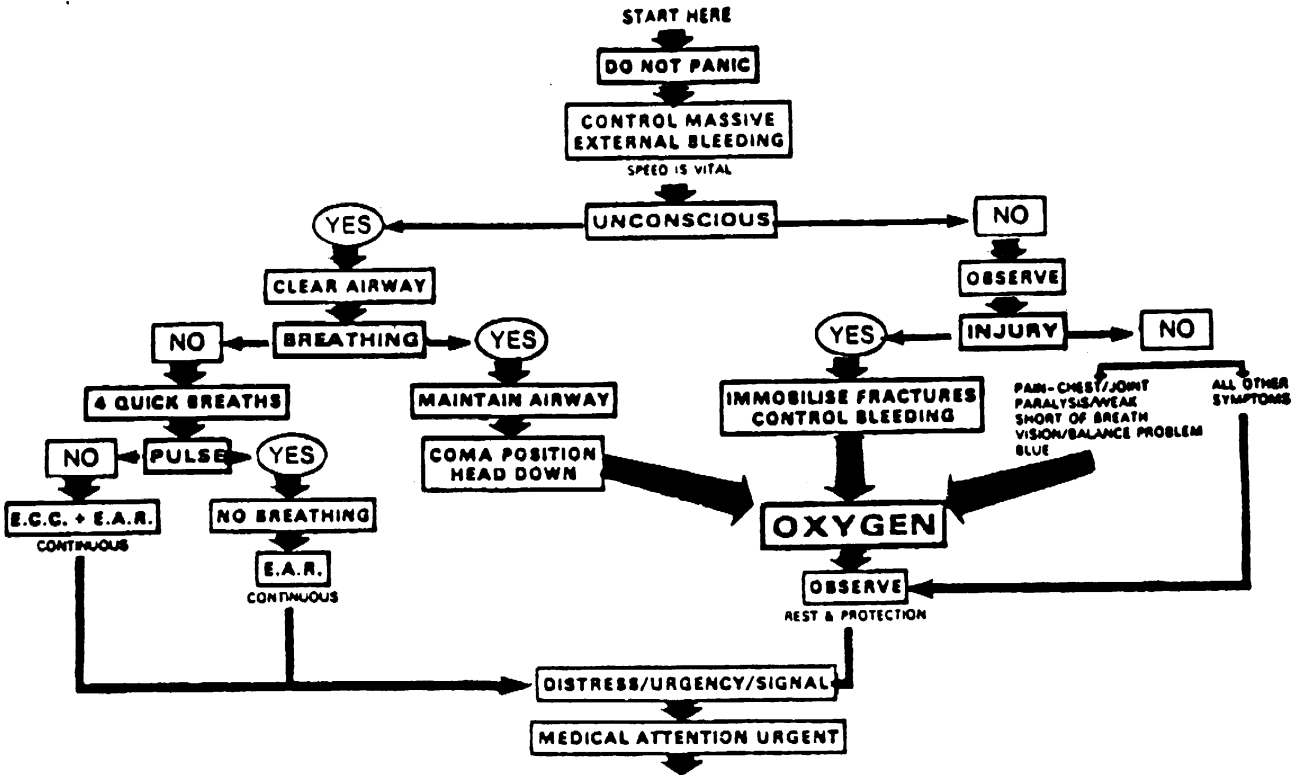 START HERE
DO NOT PANIC
CONTROL MASSIVE
EXTERNAL BLEEDING
SPEED IS VITAL
UNCONSCIOUS
YES
NO
CLEAR AIRWAY
OBSERVE
NO
BREATHING
YES
YES
INJURY
NO
4 QUICK BREATHS
MAINTAIN AIRWAY
IMMOBILISE FRACTURES
CONTROL BLEEDING
PAIN-CHEST/JOINT
PARALYSIS/WEAK
SHORT OF BREATH
VISION/BALANCE PROBLEM
BLUE
ALL OTHER
SYMPTOMS
NO
PULSE
YES
COMA POSITION
HEAD DOWN
E.C.C. + E.A.R.
CONTINUOUS
NO BREATHING
OXYGEN
E.A.R.
CONTINUOUS
OBSERVE
REST & PROTECTION
DISTRESS/URGENCY/SIGNAL
MEDICAL ATTENTION URGENT